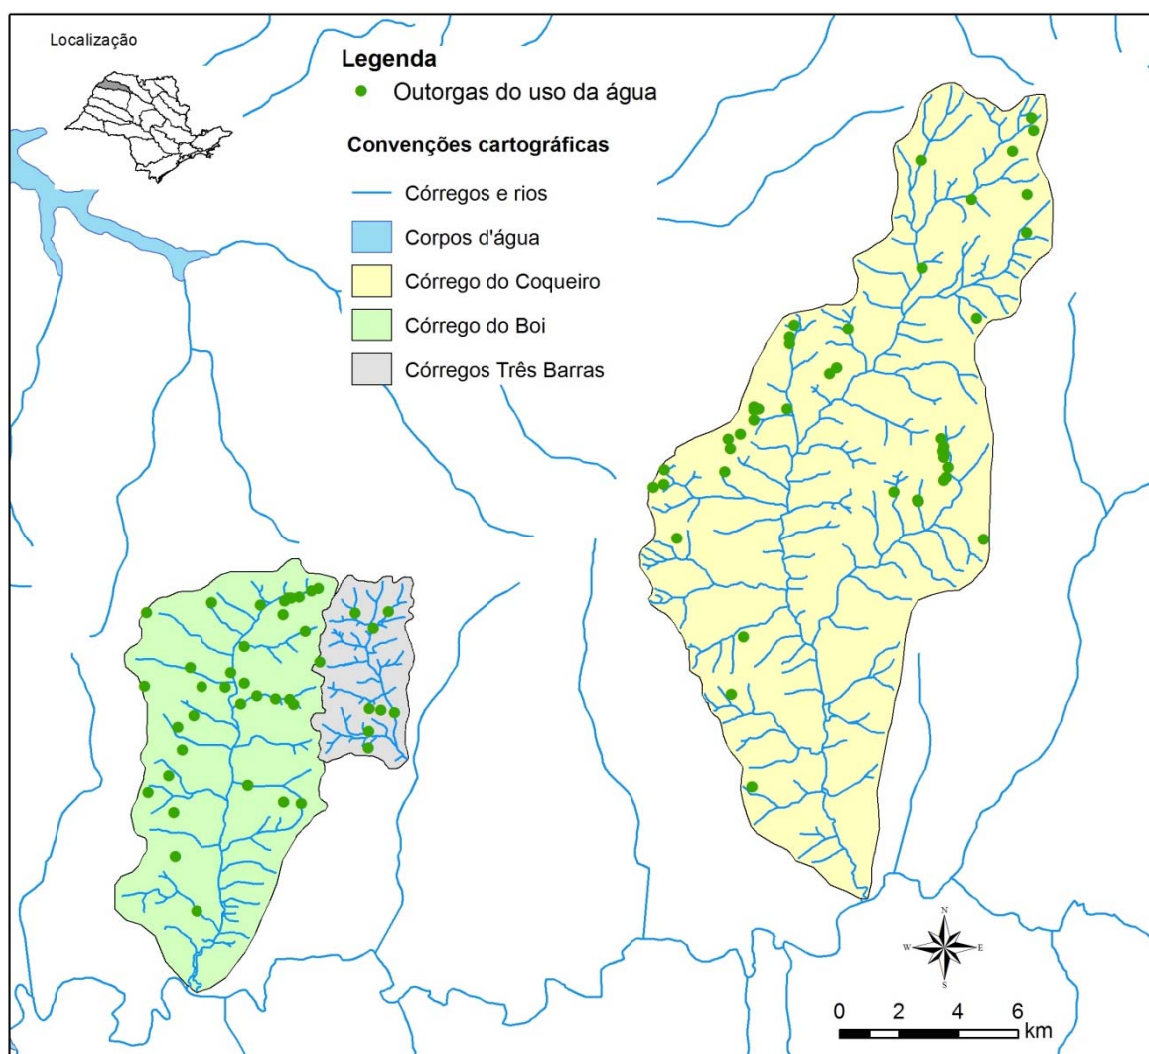 Localização
Legenda
Outorgas do uso da água
Convenções cartográficas
Córregos e rios
Corpos d'água
Córrego do Coqueiro
Córrego do Boi
Córregos Três Barras
N
W E
S
0 2 4 6
km